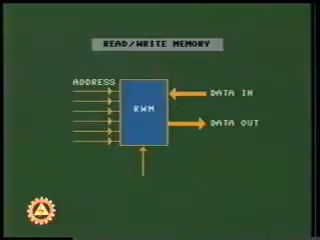 READ/WRITE MEMORY
ADDRESS
DATA IN
RWM
DATA OUT